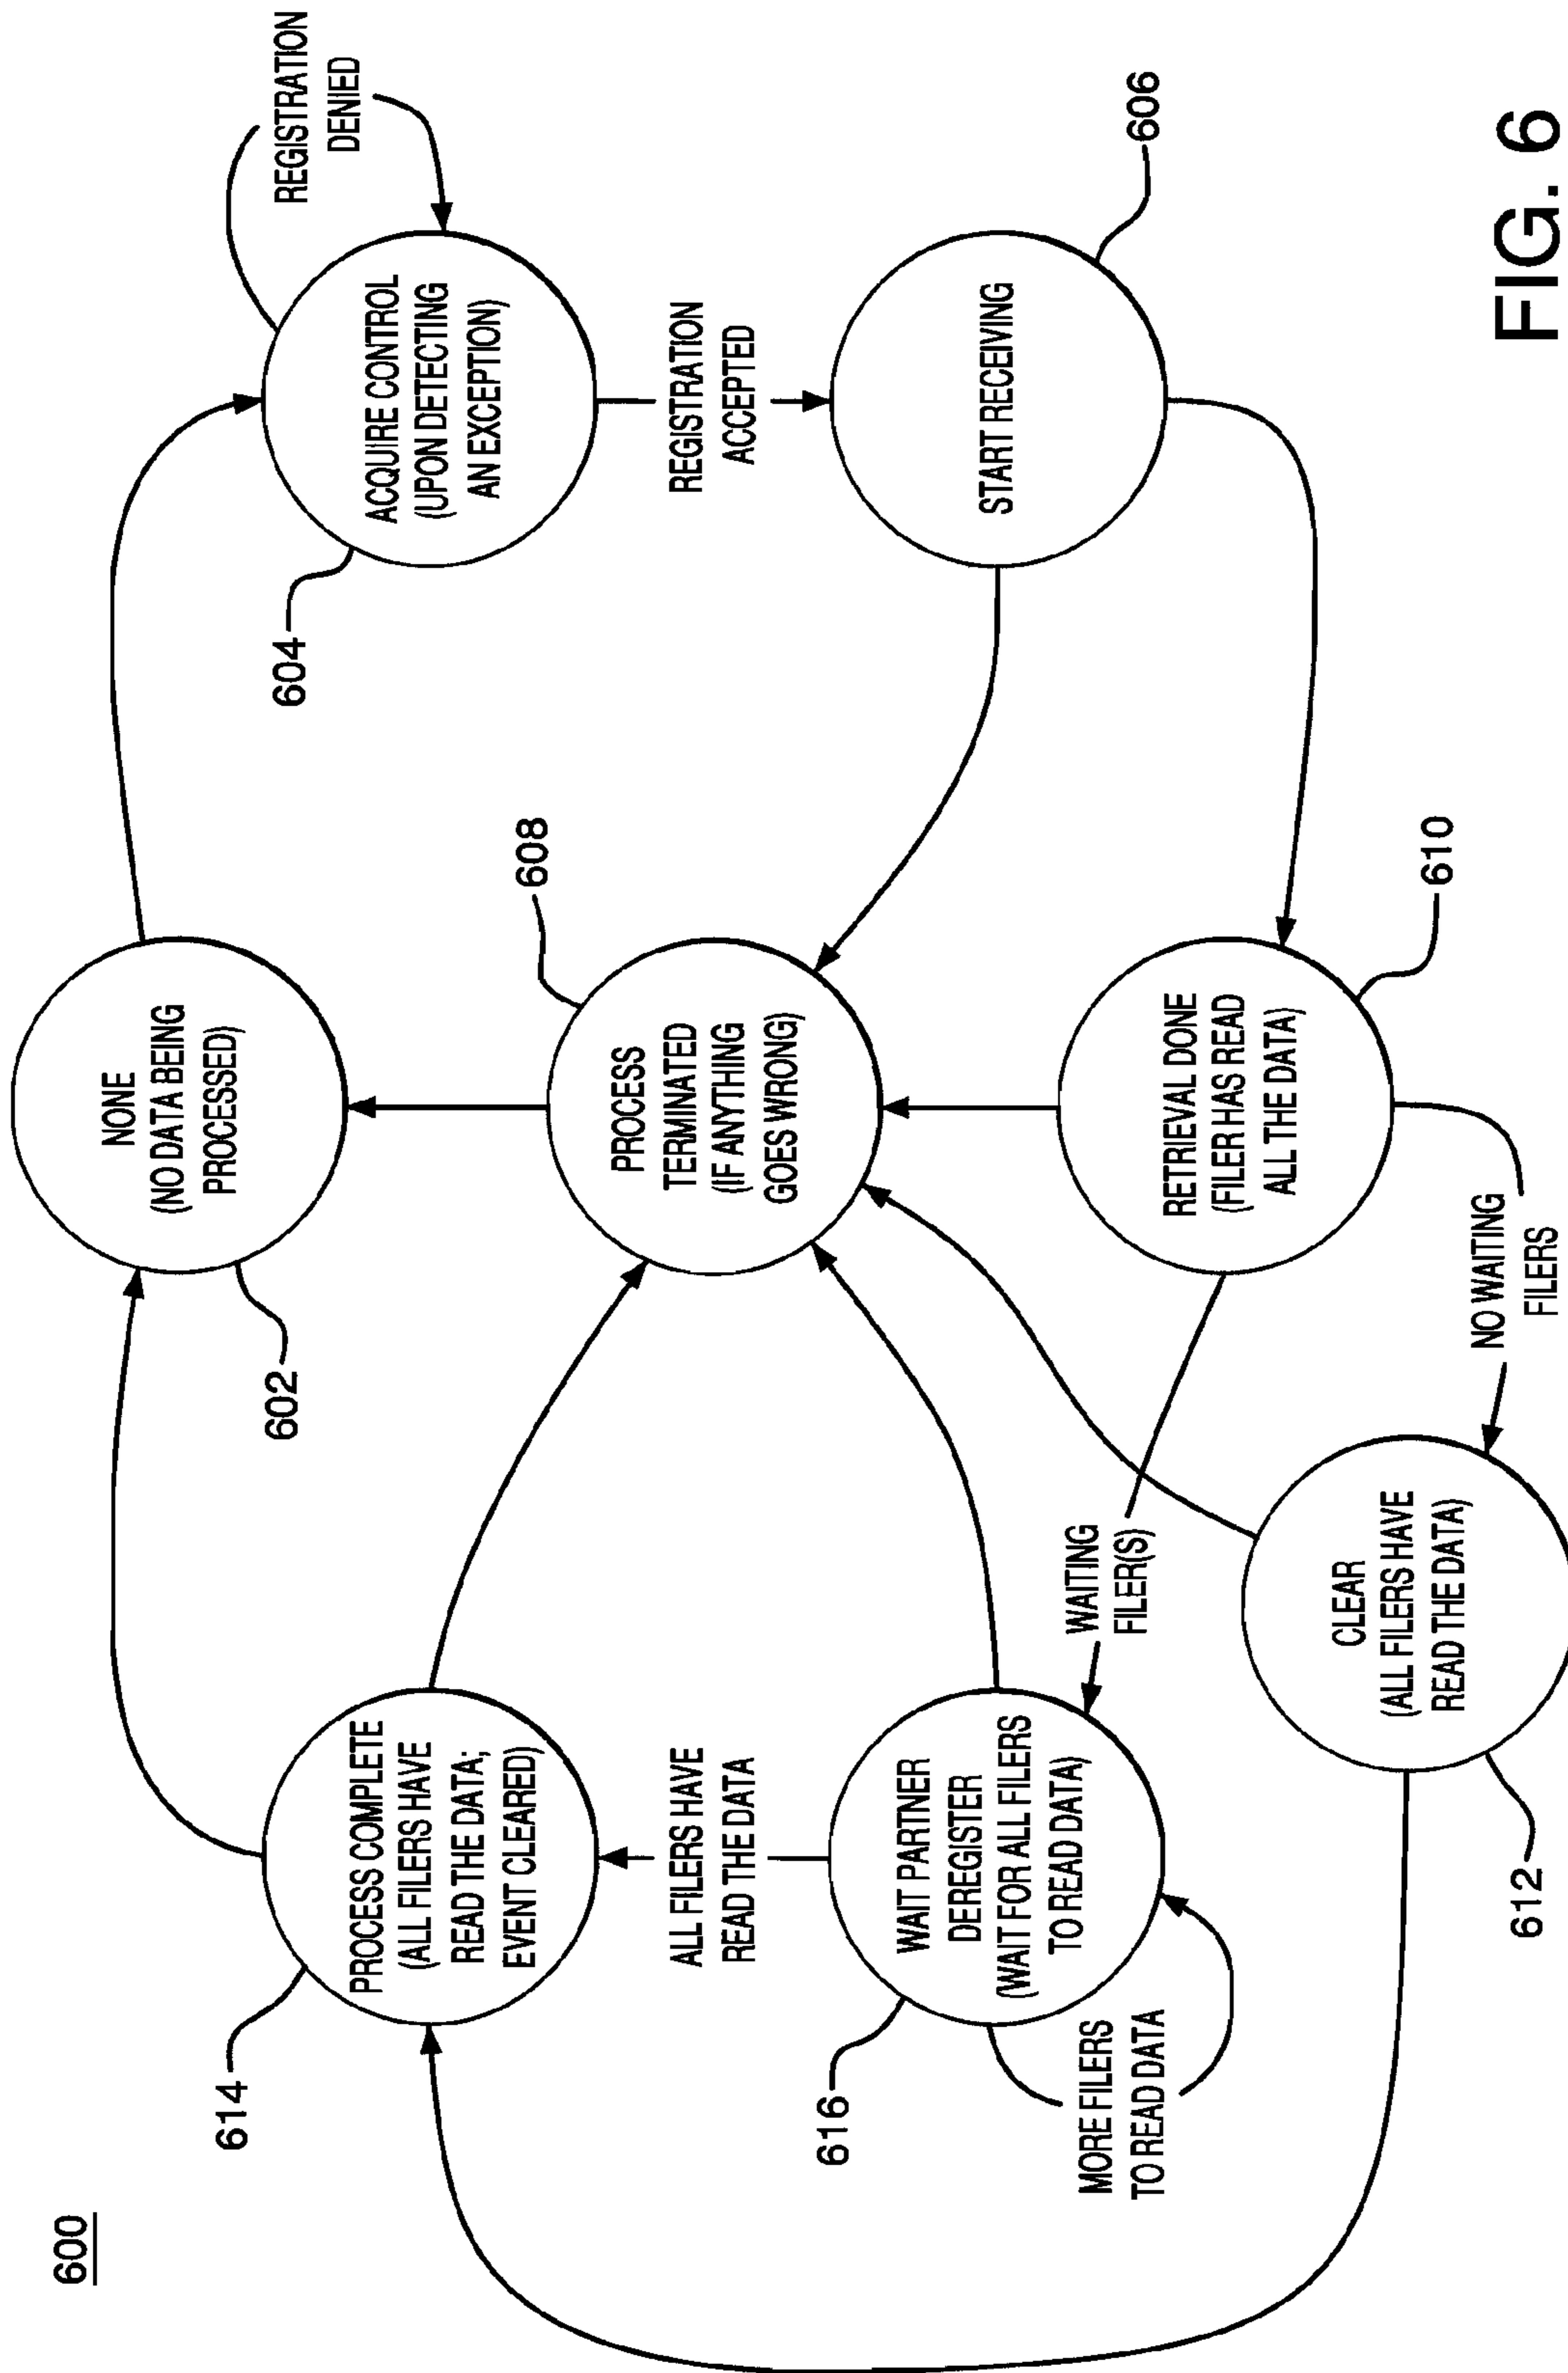 600
NONE
(NO DATA BEING
PROCESSED)
602
REGISTRATION
DENIED
ACQUIRE CONTROL
(UPON DETECTING
AN EXCEPTION)
604
REGISTRATION
ACCEPTED
START RECEIVING
606
PROCESS
TERMINATED
(IF ANYTHING
GOES WRONG)
608
RETRIEVAL DONE
(FILER HAS READ
ALL THE DATA)
610
NO WAITING
FILERS
WAITING
FILER(S)
CLEAR
(ALL FILERS HAVE
READ THE DATA)
612
PROCESS COMPLETE
(ALL FILERS HAVE
READ THE DATA;
EVENT CLEARED)
614
ALL FILERS HAVE
READ THE DATA
WAIT PARTNER
DEREGISTER
(WAIT FOR ALL FILERS
TO READ DATA)
616
MORE FILERS
TO READ DATA
FIG. 6